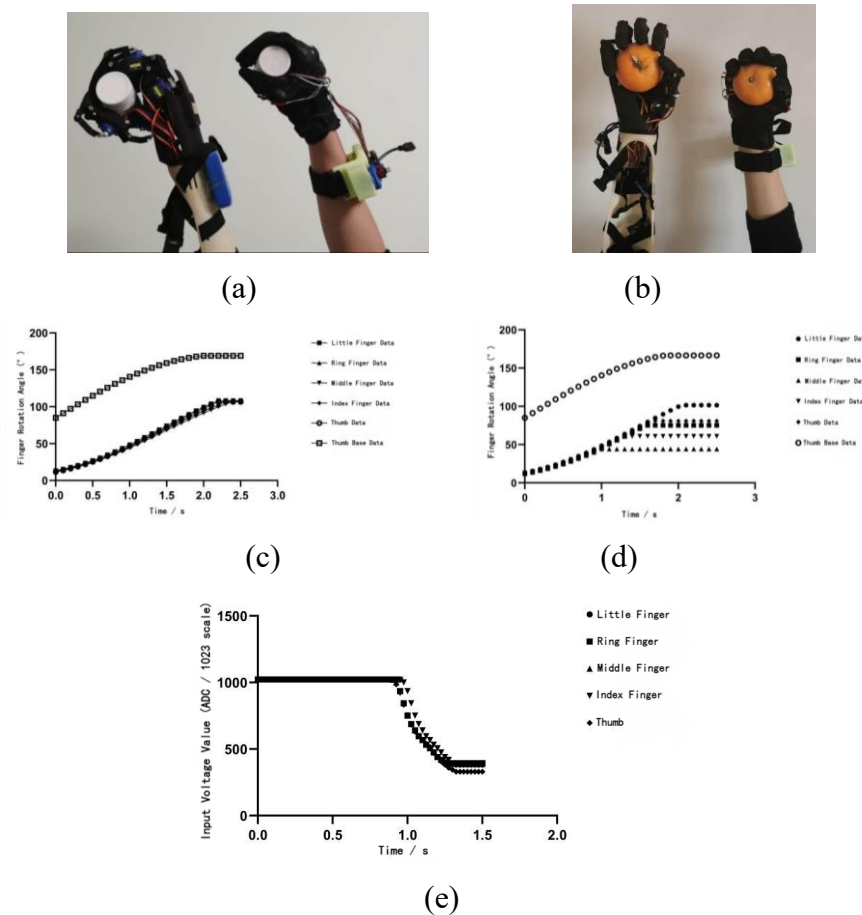 (a)
(b)
Finger Rotation Angle (°)
200
150
100
50
0
0.0 0.5 1.0 1.5 2.0 2.5 3.0
Time / s
Little Finger Data
Ring Finger Data
Middle Finger Data
Index Finger Data
Thumb Data
Thumb Base Data
Finger Rotation Angle (°)
200
150
100
50
0
0 1 2 3
Time / s
Little Finger Dat
Ring Finger Data
Middle Finger Dat
Index Finger Data
Thumb Data
Thumb Base Data
(c)
(d)
Input Voltage Value (ADC / 1023 scale)
1500
1000
500
0
0.0 0.5 1.0 1.5 2.0
Time / s
Little Finger
Ring Finger
Middle Finger
Index Finger
Thumb
(e)